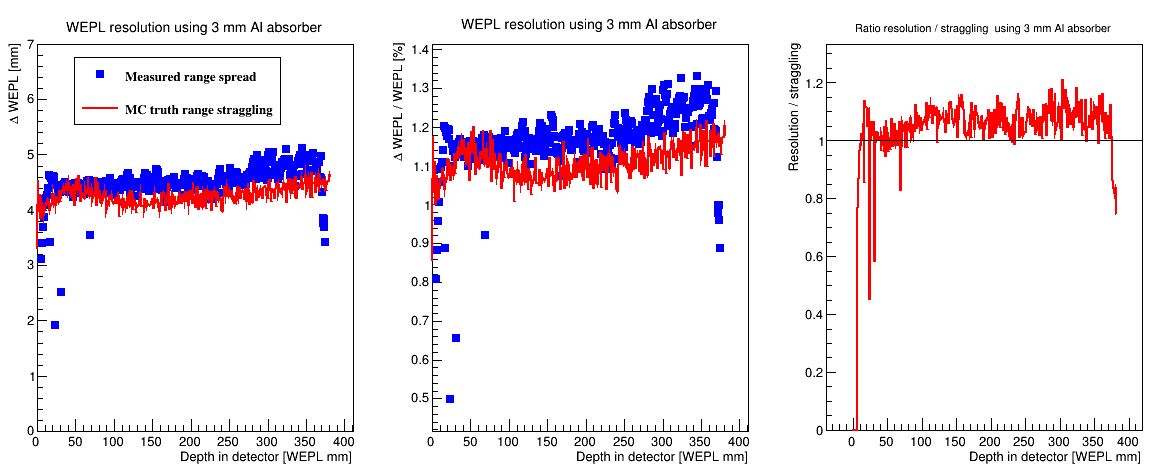 WEPL resolution using 3 mm Al absorber
Δ WEPL [mm]
Measured range spread
MC truth range straggling
7
6
5
4
3
2
1
0
0 50 100 150 200 250 300 350 400
Depth in detector [WEPL mm]
WEPL resolution using 3 mm Al absorber
Δ WEPL / WEPL [%]
1.4
1.3
1.2
1.1
1
0.9
0.8
0.7
0.6
0.5
0 50 100 150 200 250 300 350 400
Depth in detector [WEPL mm]
Ratio resolution / straggling using 3 mm Al absorber
Resolution / straggling
1.2
1
0.8
0.6
0.4
0.2
0
0 50 100 150 200 250 300 350 400
Depth in detector [WEPL mm]